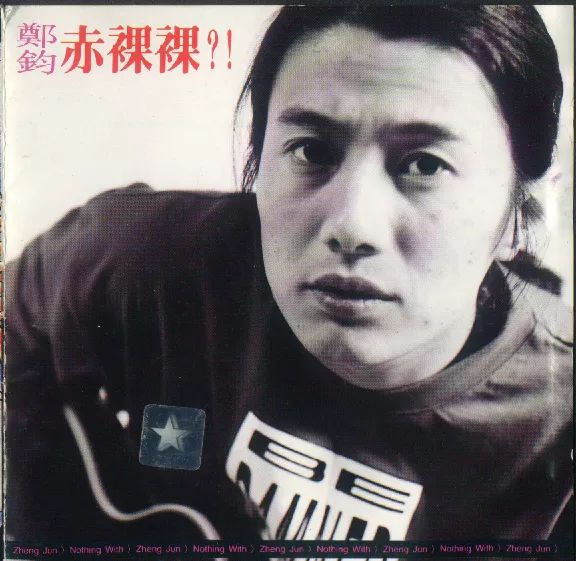 鄭鈞
赤裸裸?!
BE
Zheng Jun 〉 Nothing With 〉 Zheng Jun 〉 Nothing With 〉 Zheng Jun 〉 Nothing With 〉 Zheng Jun 〉 Nothing With 〉 Zheng Jun 〉